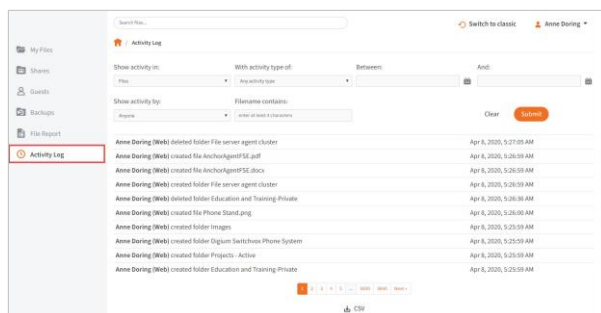 Search files...
Switch to classic
Anne Doring
My Files
Shares
Guests
Backups
File Report
Activity Log
/ Activity Log
Show activity in:
With activity type of:
Between:
And:
Files
Any activity type
Show activity by:
Filename contains:
Anyone
enter at least 4 characters
Clear
Submit
Anne Doring (Web) deleted folder File server agent cluster Apr 8, 2020, 5:27:05 AM
Anne Doring (Web) created file AnchorAgentFSE.pdf Apr 8, 2020, 5:26:59 AM
Anne Doring (Web) created file AnchorAgentFSE.docx Apr 8, 2020, 5:26:59 AM
Anne Doring (Web) created folder File server agent cluster Apr 8, 2020, 5:26:59 AM
Anne Doring (Web) deleted folder Education and Training-Private Apr 8, 2020, 5:26:36 AM
Anne Doring (Web) created file Phone Stand.png Apr 8, 2020, 5:26:00 AM
Anne Doring (Web) created folder Images Apr 8, 2020, 5:25:59 AM
Anne Doring (Web) created folder Digium Switchvox Phone System Apr 8, 2020, 5:25:59 AM
Anne Doring (Web) created folder Projects - Active Apr 8, 2020, 5:25:59 AM
Anne Doring (Web) created folder Education and Training-Private Apr 8, 2020, 5:25:59 AM
1 2 3 4 5 ... Next »
CSV